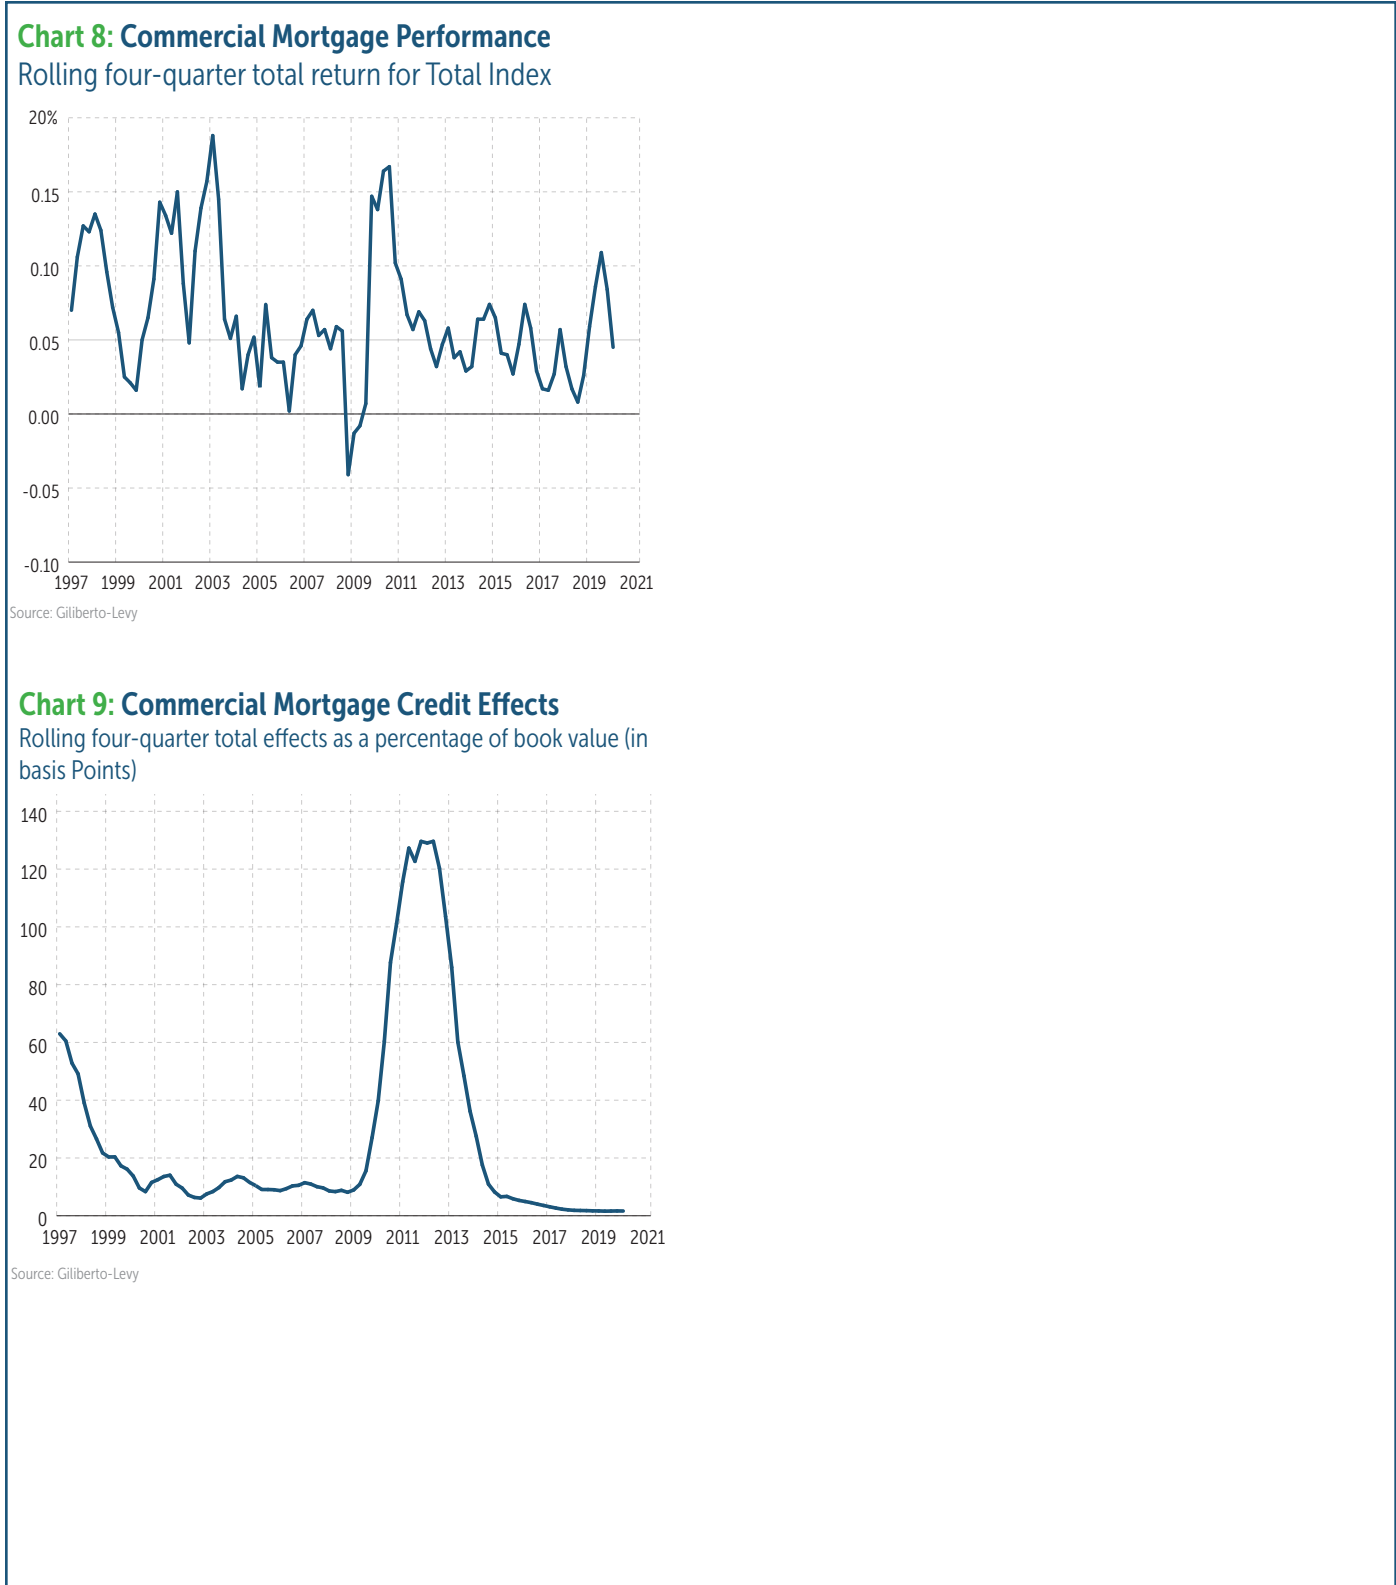 Chart 8: Commercial Mortgage Performance
Rolling four-quarter total return for Total Index
20%
0.15
0.10
0.05
0.00
-0.05
-0.10
1997 1999 2001 2003 2005 2007 2009 2011 2013 2015 2017 2019 2021
Source: Giliberto-Levy
Chart 9: Commercial Mortgage Credit Effects
Rolling four-quarter total effects as a percentage of book value (in
basis Points)
140
120
100
80
60
40
20
0
1997 1999 2001 2003 2005 2007 2009 2011 2013 2015 2017 2019 2021
Source: Giliberto-Levy